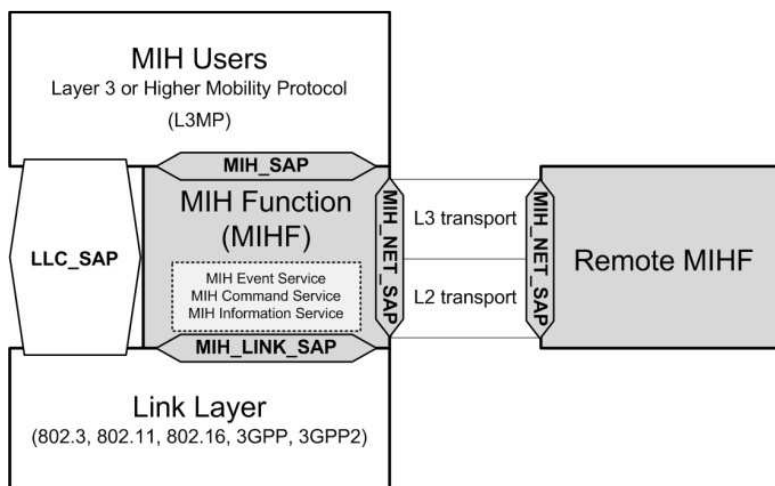 MIH Users
Layer 3 or Higher Mobility Protocol
(L3MP)
MIH_SAP
LLC_SAP
MIH Function
(MIHF)
MIH Event Service
MIH Command Service
MIH Information Service
MIH_NET_SAP
L3 transport
L2 transport
MIH_NET_SAP
Remote MIHF
MIH_LINK_SAP
Link Layer
(802.3, 802.11, 802.16, 3GPP, 3GPP2)